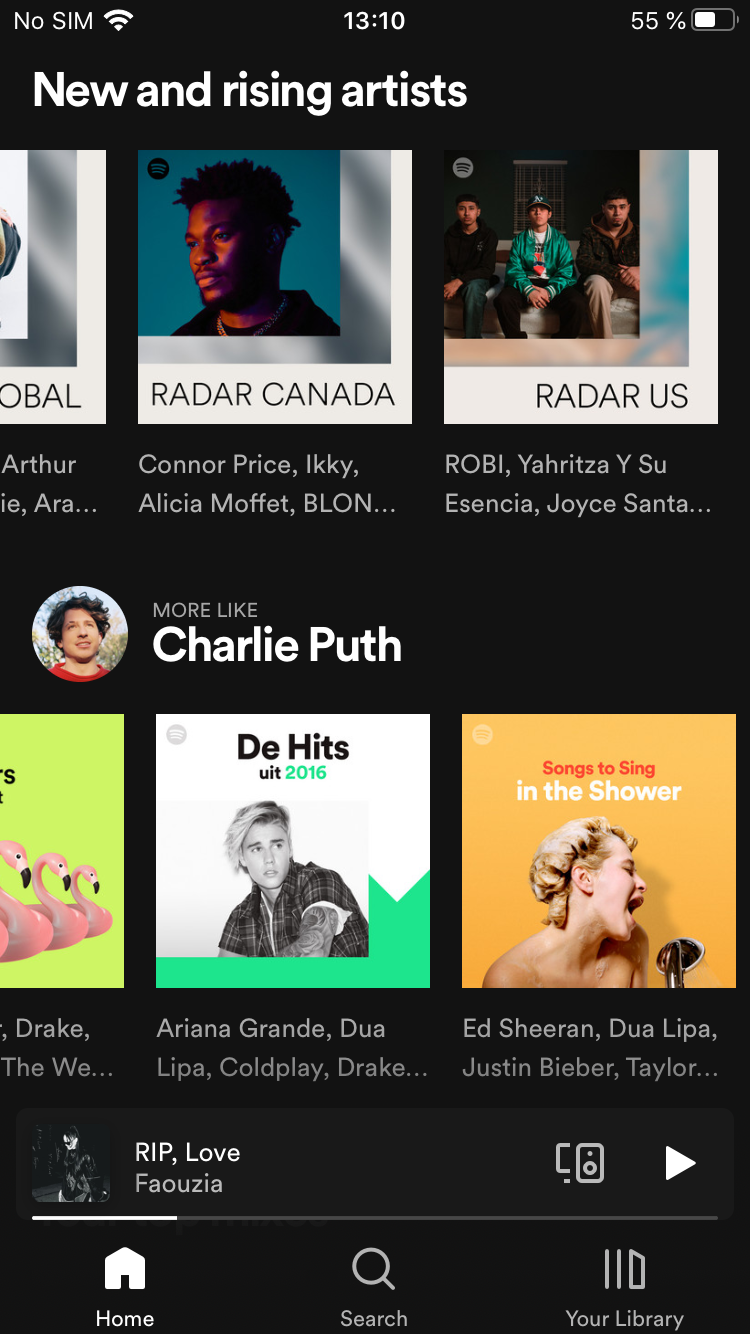 No SIM 13:10 55 %
New and rising artists
OBAL
RADAR CANADA
RADAR US
Arthur
ie, Ara...
Connor Price, Ikky,
Alicia Moffet, BLON...
ROBI, Yahritza Y Su
Esencia, Joyce Santa...
MORE LIKE
Charlie Puth
rs
t
De Hits
uit 2016
Songs to Sing
in the Shower
r, Drake,
The We...
Ariana Grande, Dua
Lipa, Coldplay, Drake...
Ed Sheeran, Dua Lipa,
Justin Bieber, Taylor...
RIP, Love
Faouzia
Home
Search
Your Library